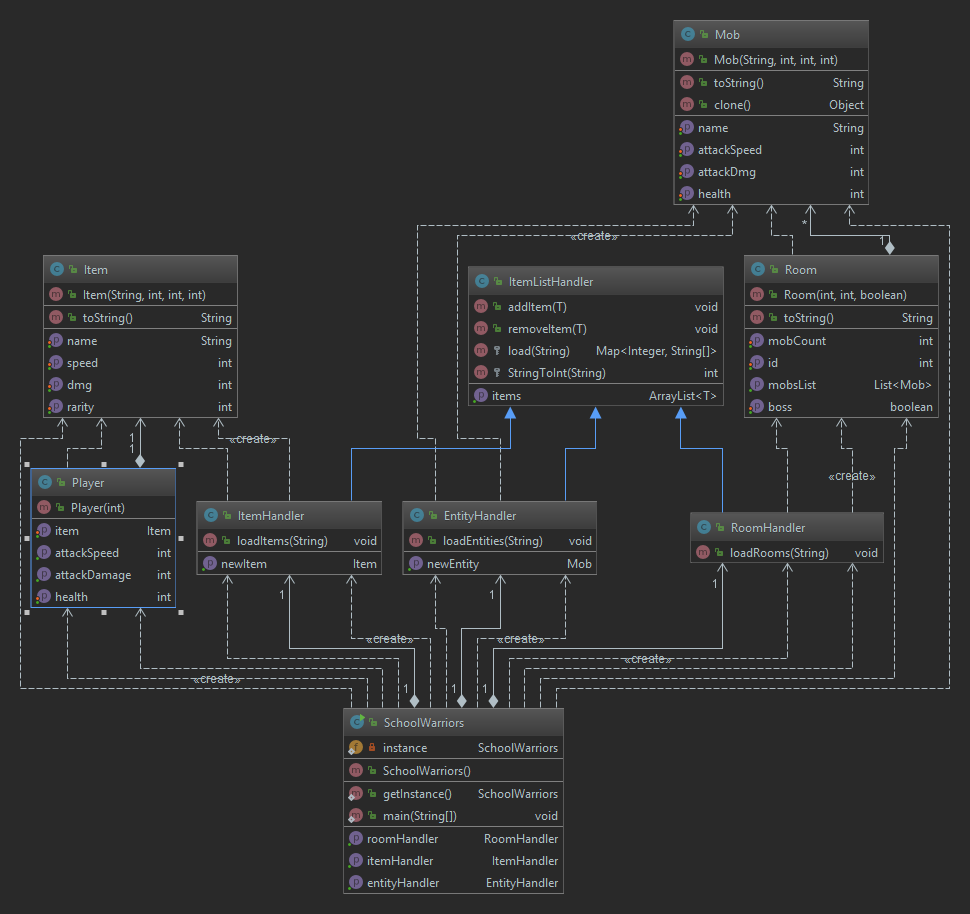 Mob
Mob(String, int, int, int)
toString() String
clone() Object
name String
attackSpeed int
attackDmg int
health int
*
1
«create»
Item
Item(String, int, int, int)
toString() String
name String
speed int
dmg int
rarity int
ItemListHandler
addItem(T) void
removeItem(T) void
load(String) Map<Integer, String[]>
StringToInt(String) int
items ArrayList<T>
Room
Room(int, int, boolean)
toString() String
mobCount int
id int
mobsList List<Mob>
boss boolean
1
1
«create»
«create»
Player
Player(int)
item Item
attackSpeed int
attackDamage int
health int
ItemHandler
loadItems(String) void
newItem Item
EntityHandler
loadEntities(String) void
newEntity Mob
RoomHandler
loadRooms(String) void
1
1
1
«create»
«create»
«create»
«create»
1
1
1
SchoolWarriors
instance SchoolWarriors
SchoolWarriors()
getInstance() SchoolWarriors
main(String[]) void
roomHandler RoomHandler
itemHandler ItemHandler
entityHandler EntityHandler